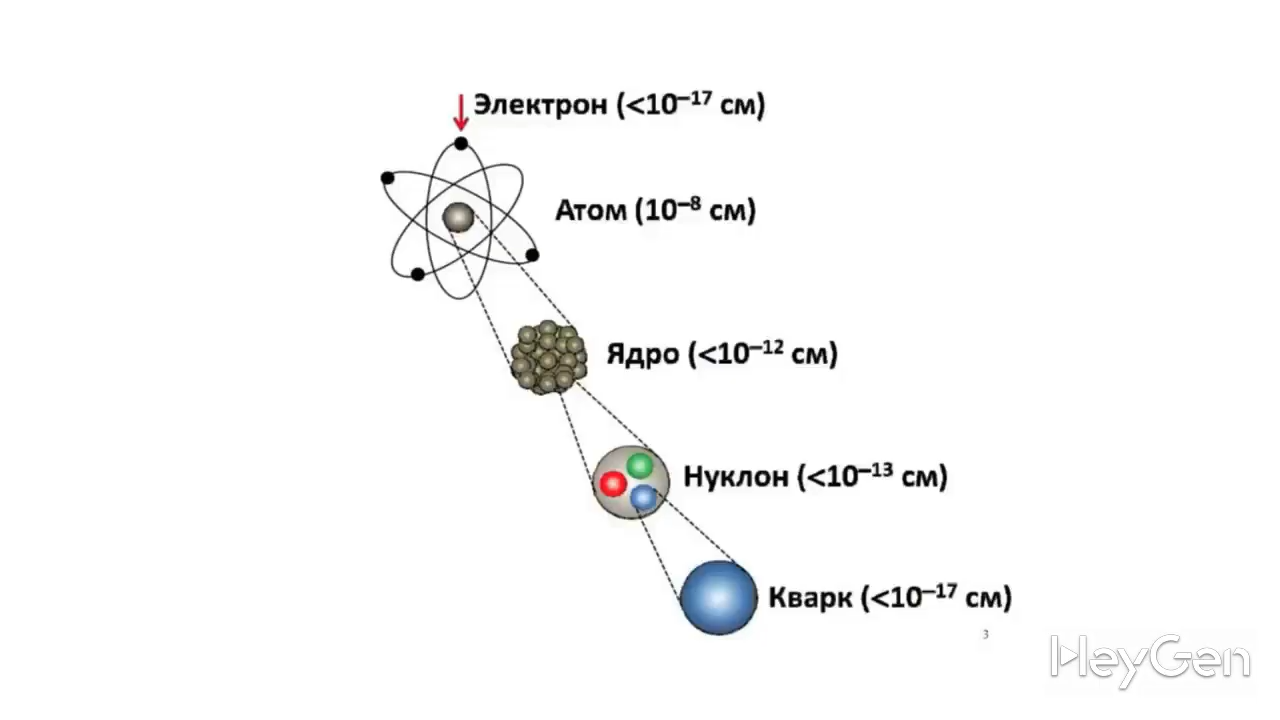 Электрон (<10⁻¹⁷ см)
Атом (10⁻⁸ см)
Ядро (<10⁻¹² см)
Нуклон (<10⁻¹³ см)
Кварк (<10⁻¹⁷ см)
3
HeyGen